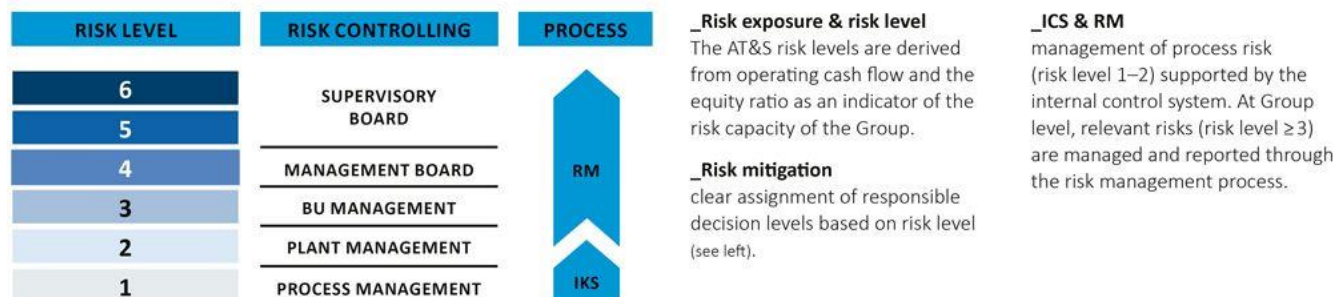 RISK LEVEL
RISK CONTROLLING
PROCESS
6
5
4
3
2
1
SUPERVISORY
BOARD
MANAGEMENT BOARD
BU MANAGEMENT
PLANT MANAGEMENT
PROCESS MANAGEMENT
RM
IKS
_Risk exposure & risk level
The AT&S risk levels are derived
from operating cash flow and the
equity ratio as an indicator of the
risk capacity of the Group.
_Risk mitigation
clear assignment of responsible
decision levels based on risk level
(see left).
_ICS & RM
management of process risk
(risk level 1–2) supported by the
internal control system. At Group
level, relevant risks (risk level ≥ 3)
are managed and reported through
the risk management process.